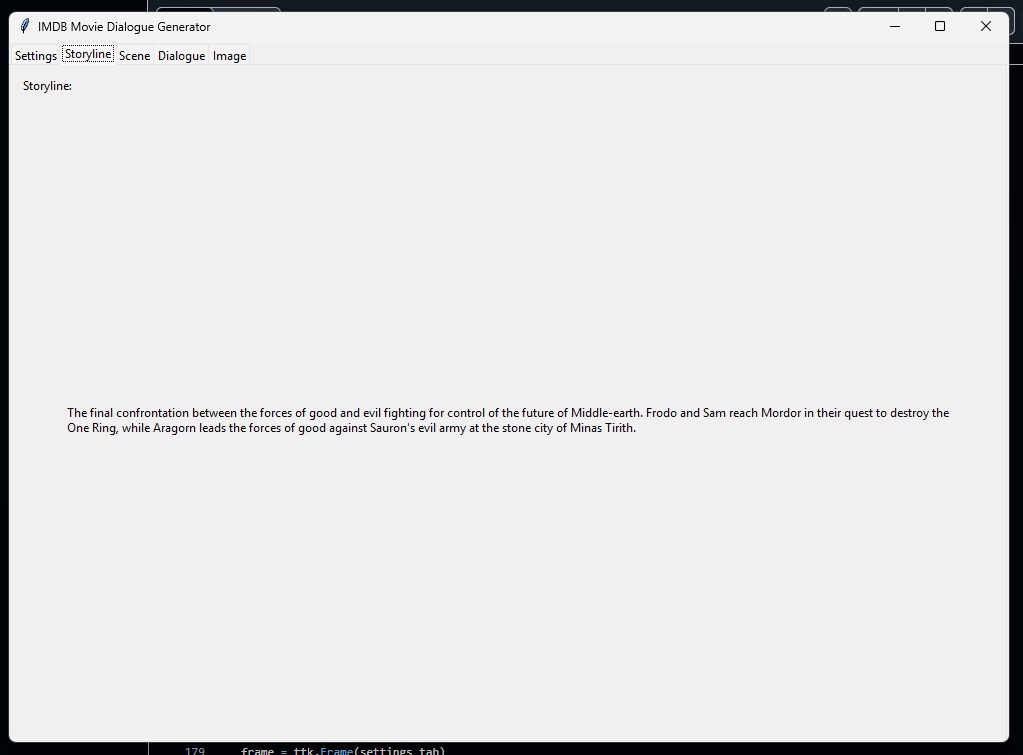 IMDB Movie Dialogue Generator
Settings Storyline Scene Dialogue Image
Storyline:
The final confrontation between the forces of good and evil fighting for control of the future of Middle-earth. Frodo and Sam reach Mordor in their quest to destroy the
One Ring, while Aragorn leads the forces of good against Sauron's evil army at the stone city of Minas Tirith.
179 frame = ttk.Frame(settings_tab)